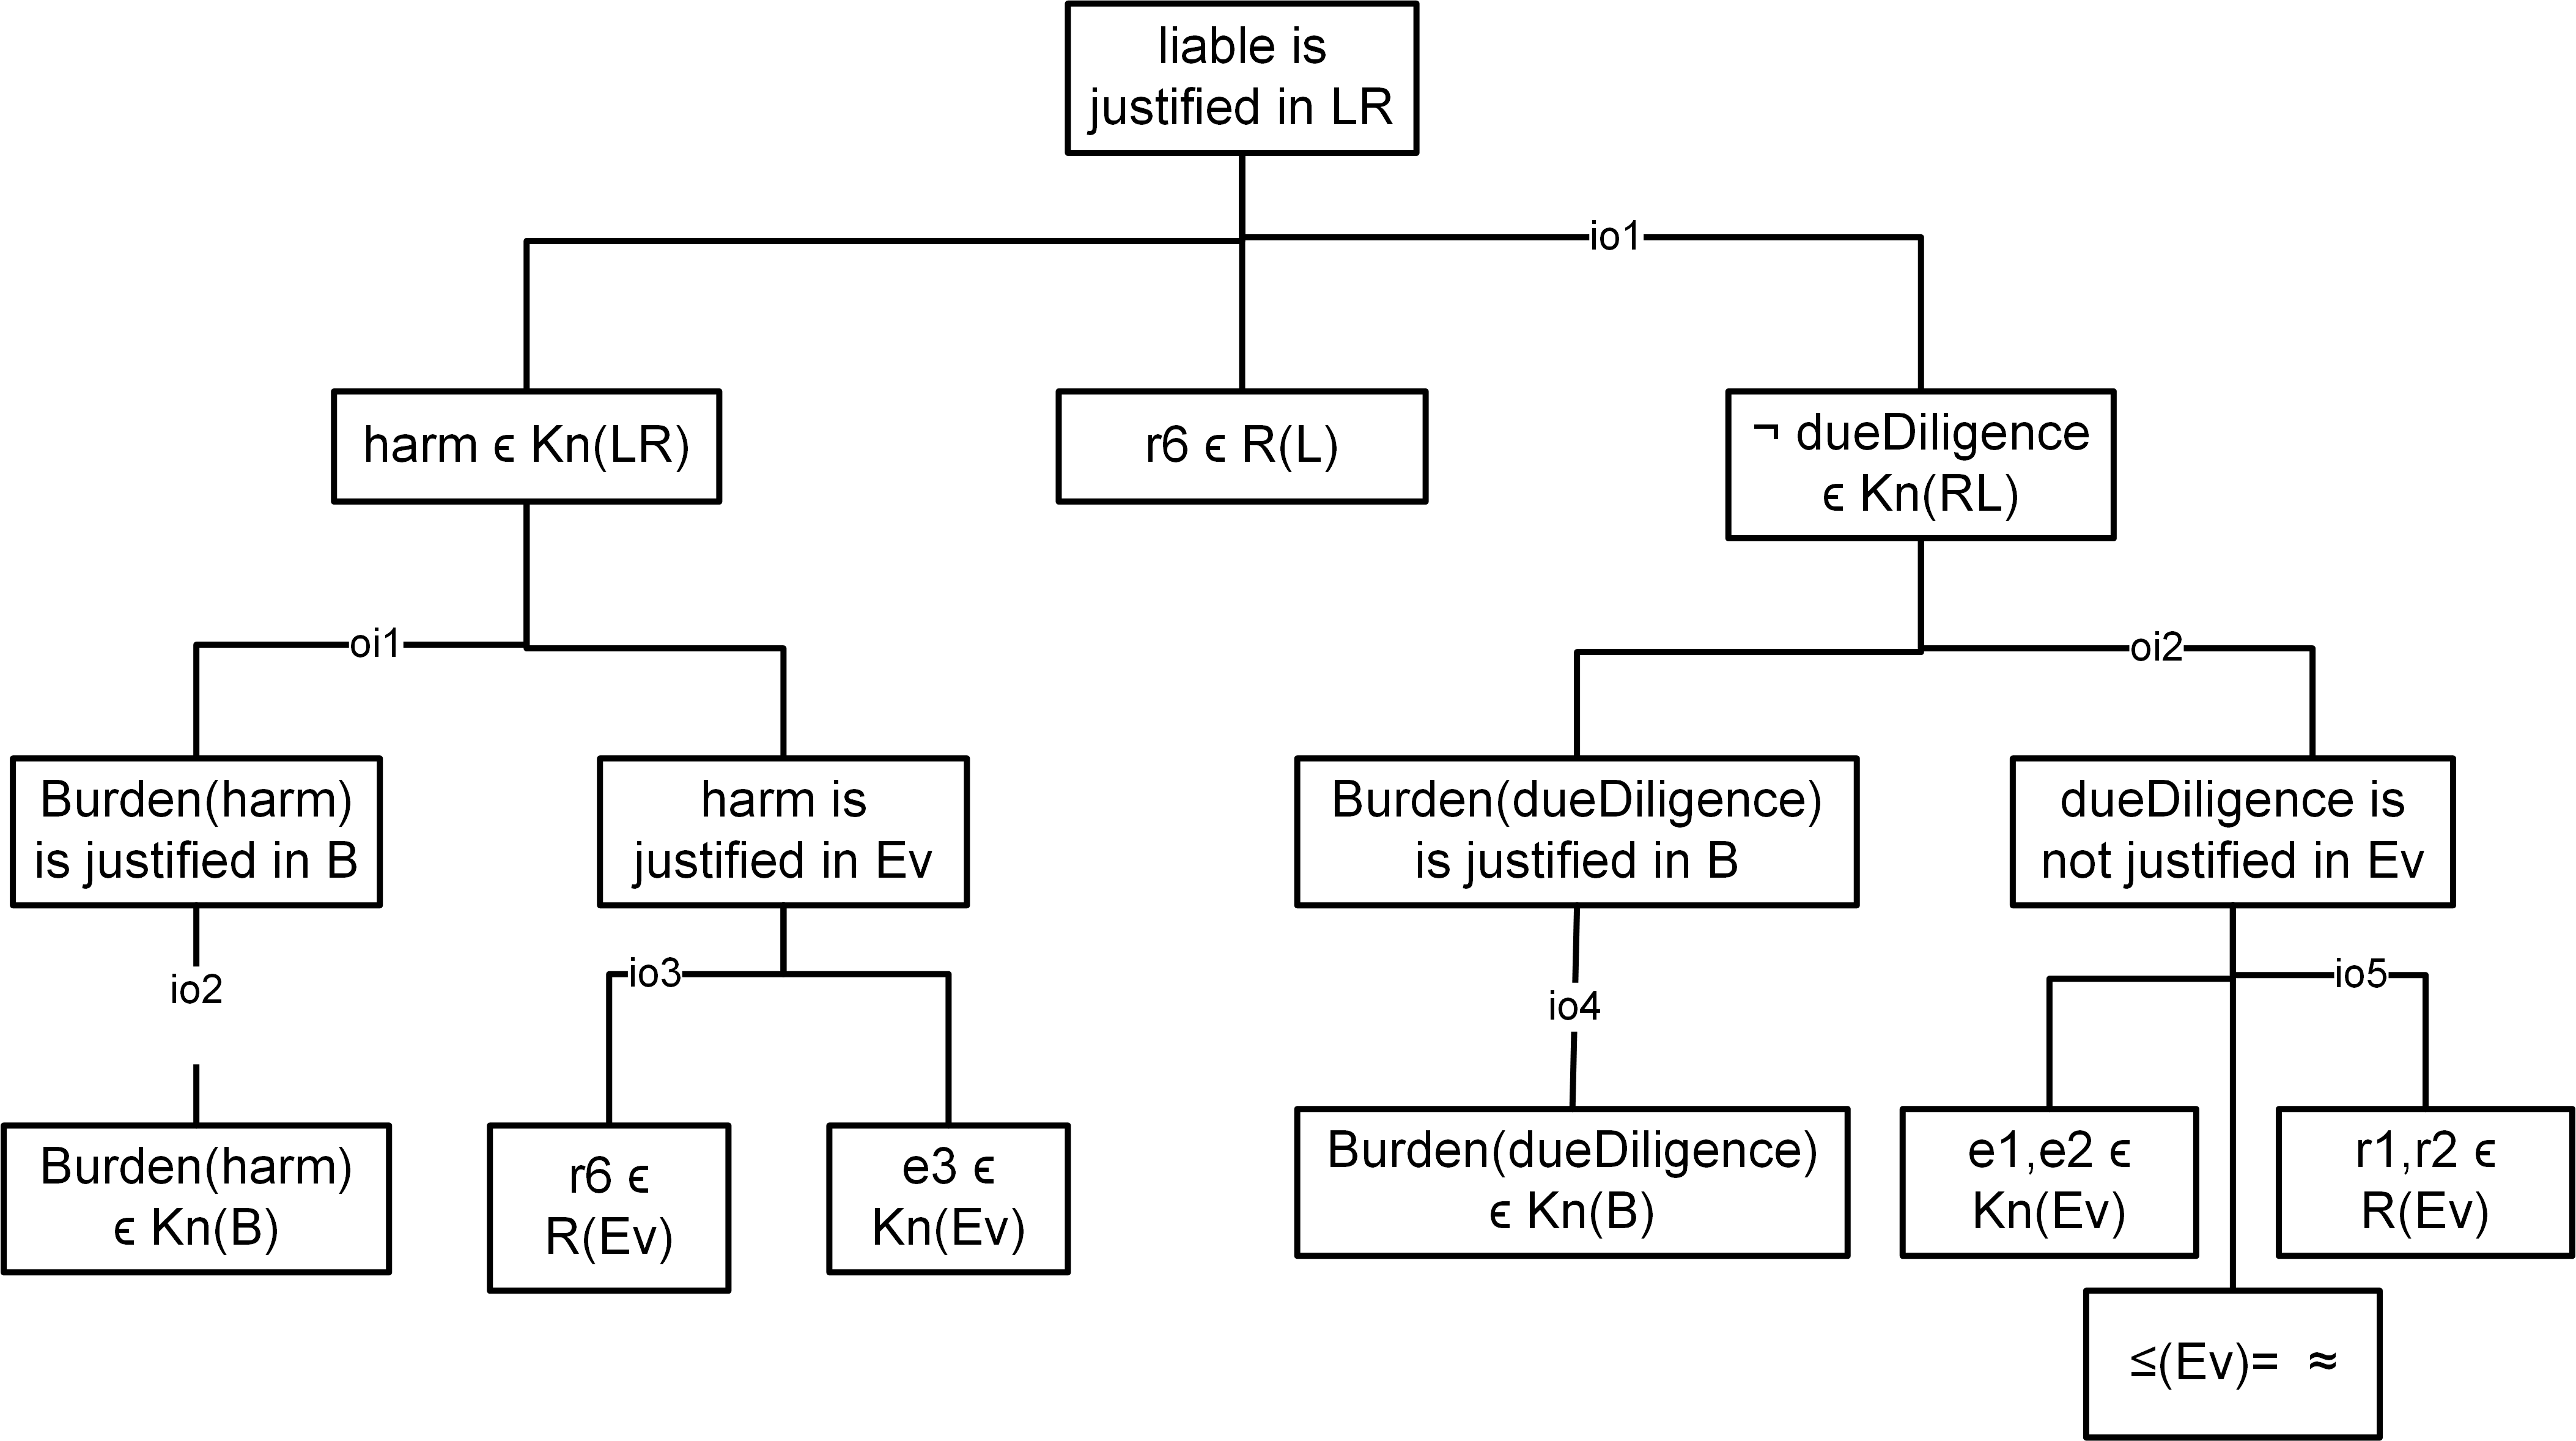 liable is
justified in LR
io1
harm ϵ Kn(LR)
r6 ϵ R(L)
¬ dueDiligence
ϵ Kn(RL)
oi1
oi2
Burden(harm)
is justified in B
harm is
justified in Ev
Burden(dueDiligence)
is justified in B
dueDiligence is
not justified in Ev
io2
io3
io4
io5
Burden(harm)
ϵ Kn(B)
r6 ϵ
R(Ev)
e3 ϵ
Kn(Ev)
Burden(dueDiligence)
ϵ Kn(B)
e1,e2 ϵ
Kn(Ev)
r1,r2 ϵ
R(Ev)
≤(Ev)= ≈